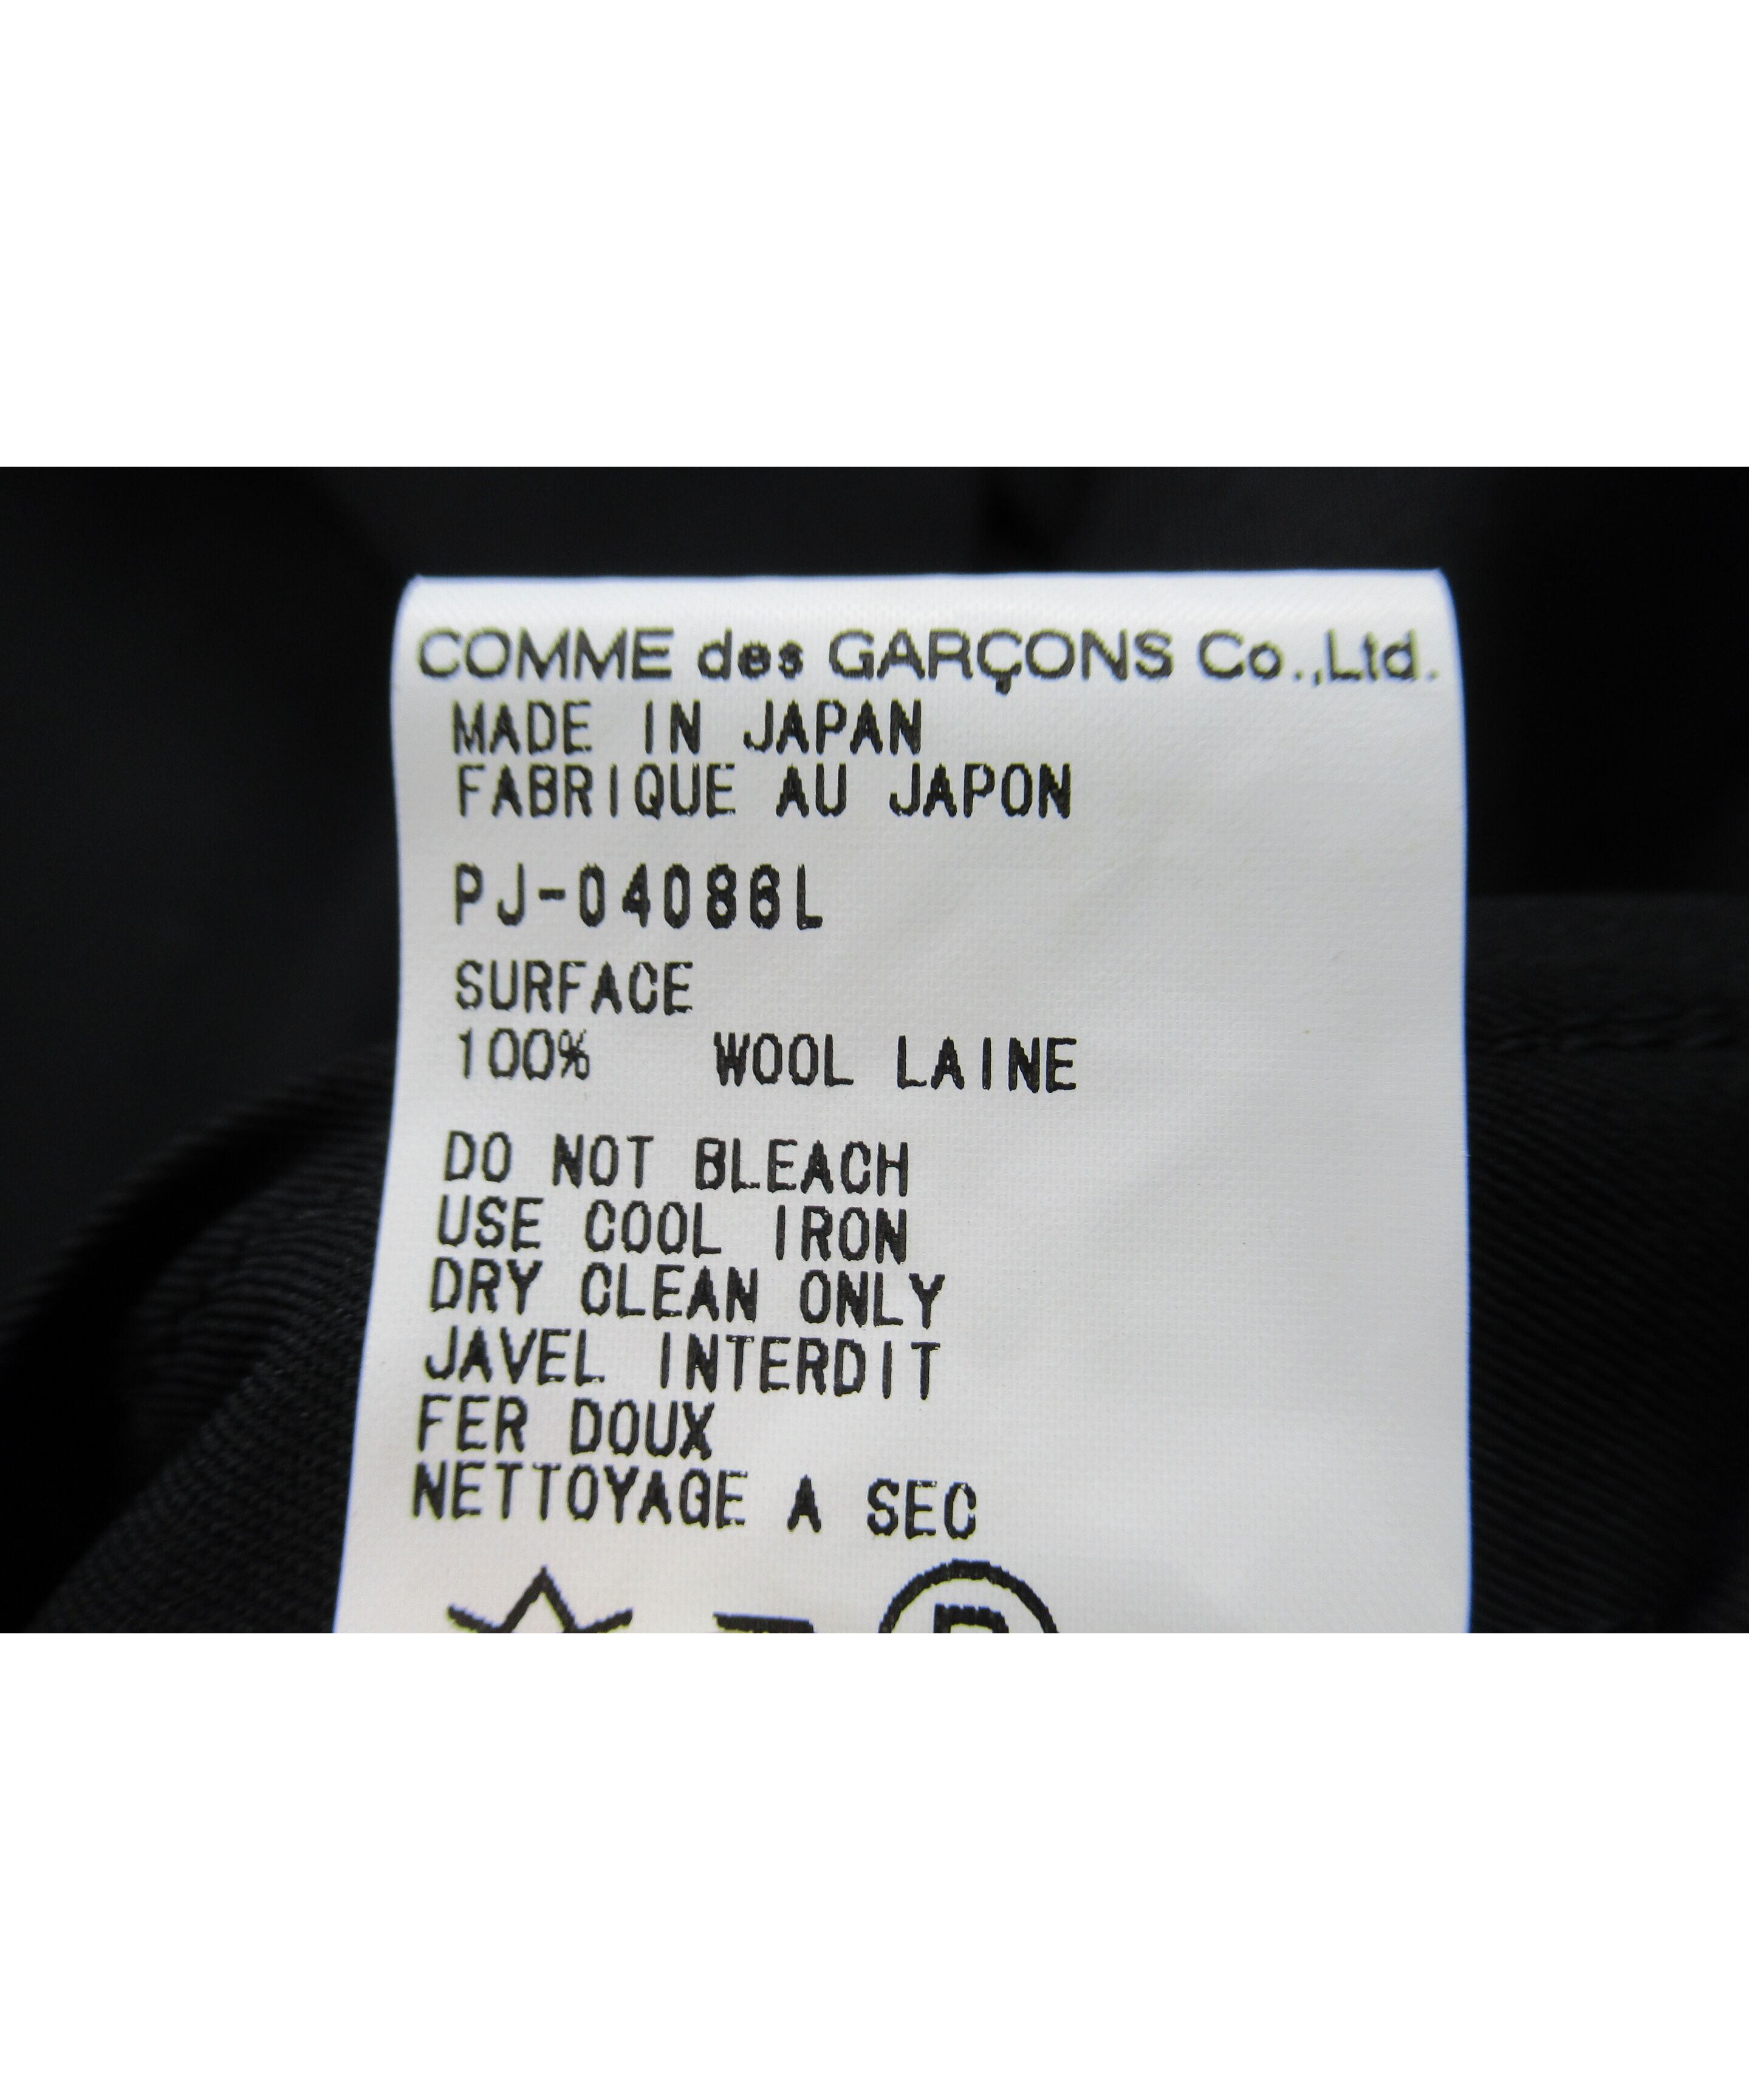 COMME des GARÇONS Co.,Ltd.
MADE IN JAPAN
FABRIQUE AU JAPON
PJ-04086L
SURFACE
100% WOOL LAINE
DO NOT BLEACH
USE COOL IRON
DRY CLEAN ONLY
JAVEL INTERDIT
FER DOUX
NETTOYAGE A SEC